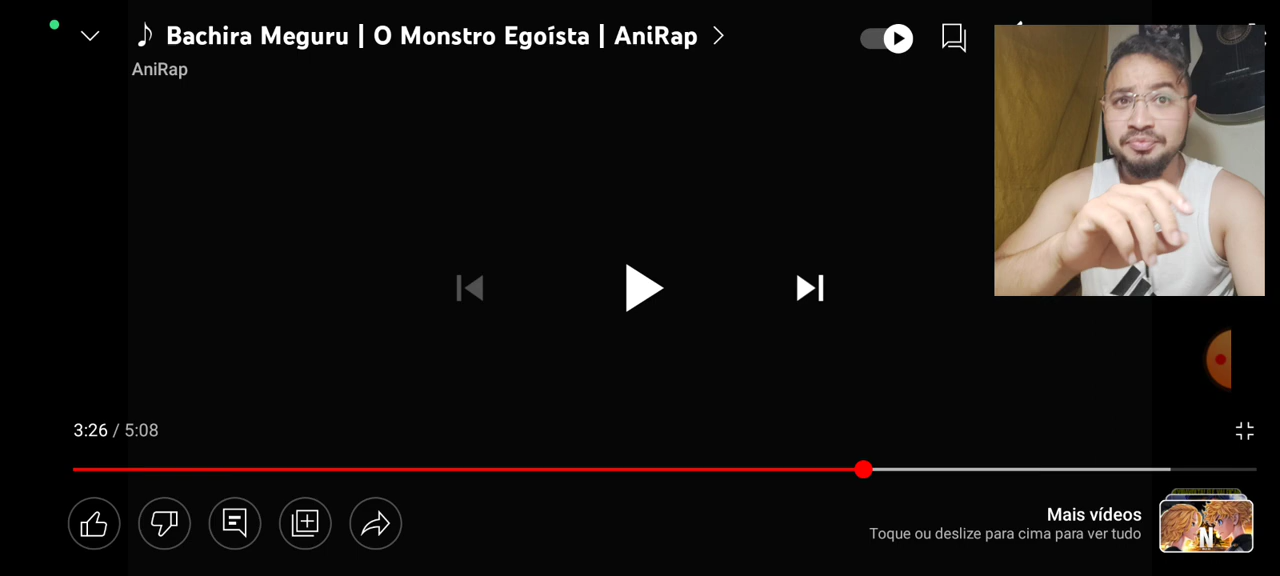 ♪ Bachira Meguru | O Monstro Egoísta | AniRap
AniRap
3:26 / 5:08
Mais vídeos
Toque ou deslize para cima para ver tudo
N